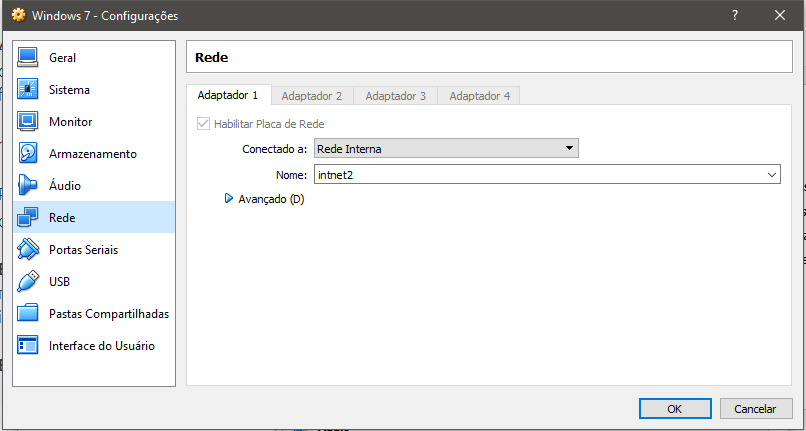 Windows 7 - Configurações
?
Geral
Sistema
Monitor
Armazenamento
Áudio
Rede
Portas Seriais
USB
Pastas Compartilhadas
Interface do Usuário
Rede
Adaptador 1 Adaptador 2 Adaptador 3 Adaptador 4
Habilitar Placa de Rede
Conectado a: Rede Interna
Nome: intnet2
Avançado (D)
OK Cancelar